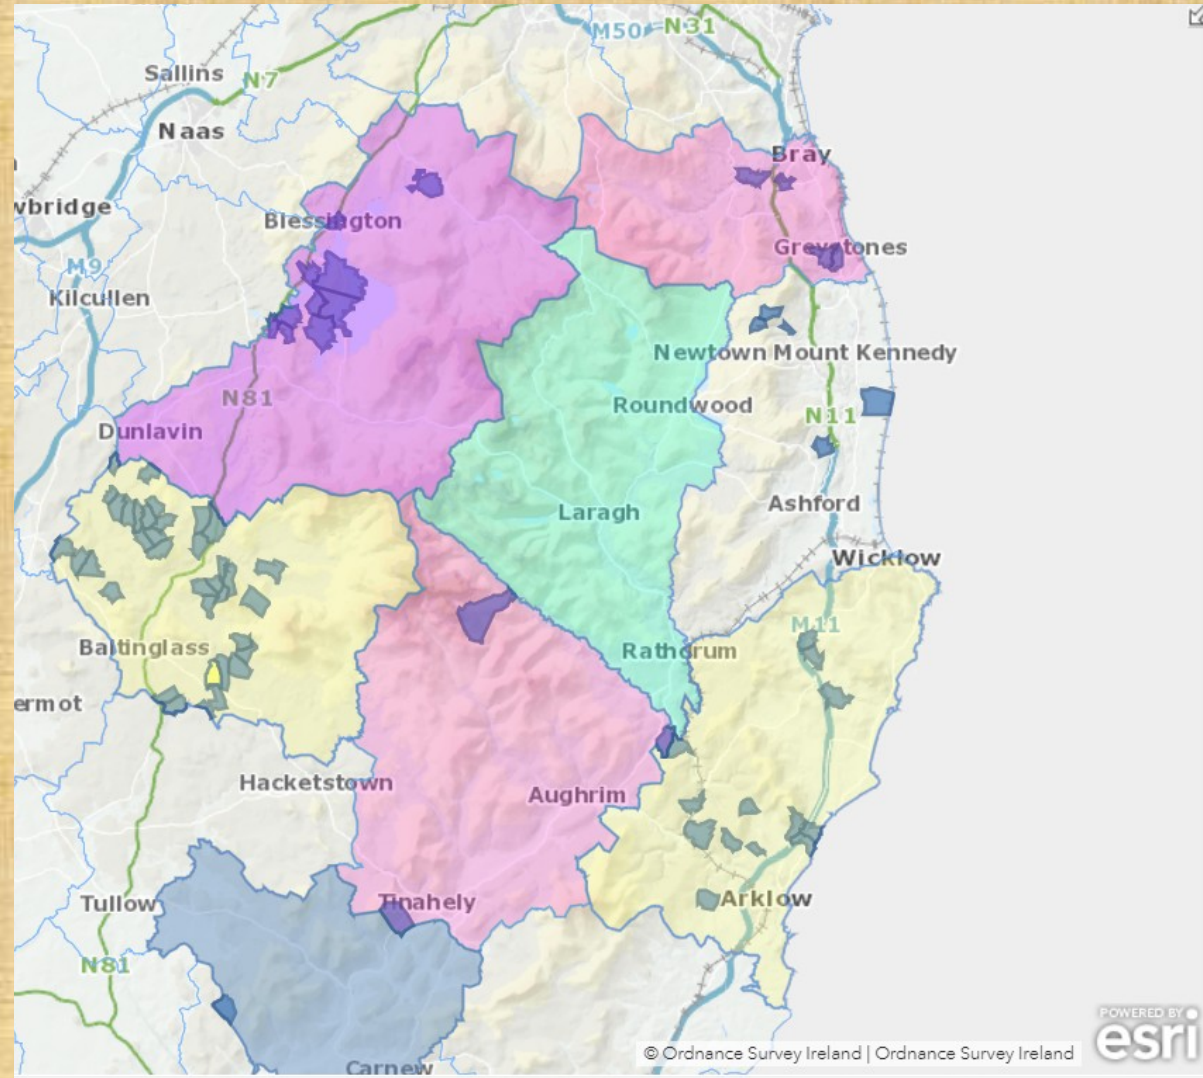 M50
N31
Sallins
N7
Naas
Bray
wbridge
Blessington
Greystones
M9
Kilcullen
Newtown Mount Kennedy
N81
Roundwood
N11
Dunlavin
Laragh
Ashford
Wicklow
M11
Baltinglass
Rathdrum
ermot
Hacketstown
Aughrim
Tullow
Tinahely
Arklow
N81
POWERED BY
esri
© Ordnance Survey Ireland | Ordnance Survey Ireland
Carnew